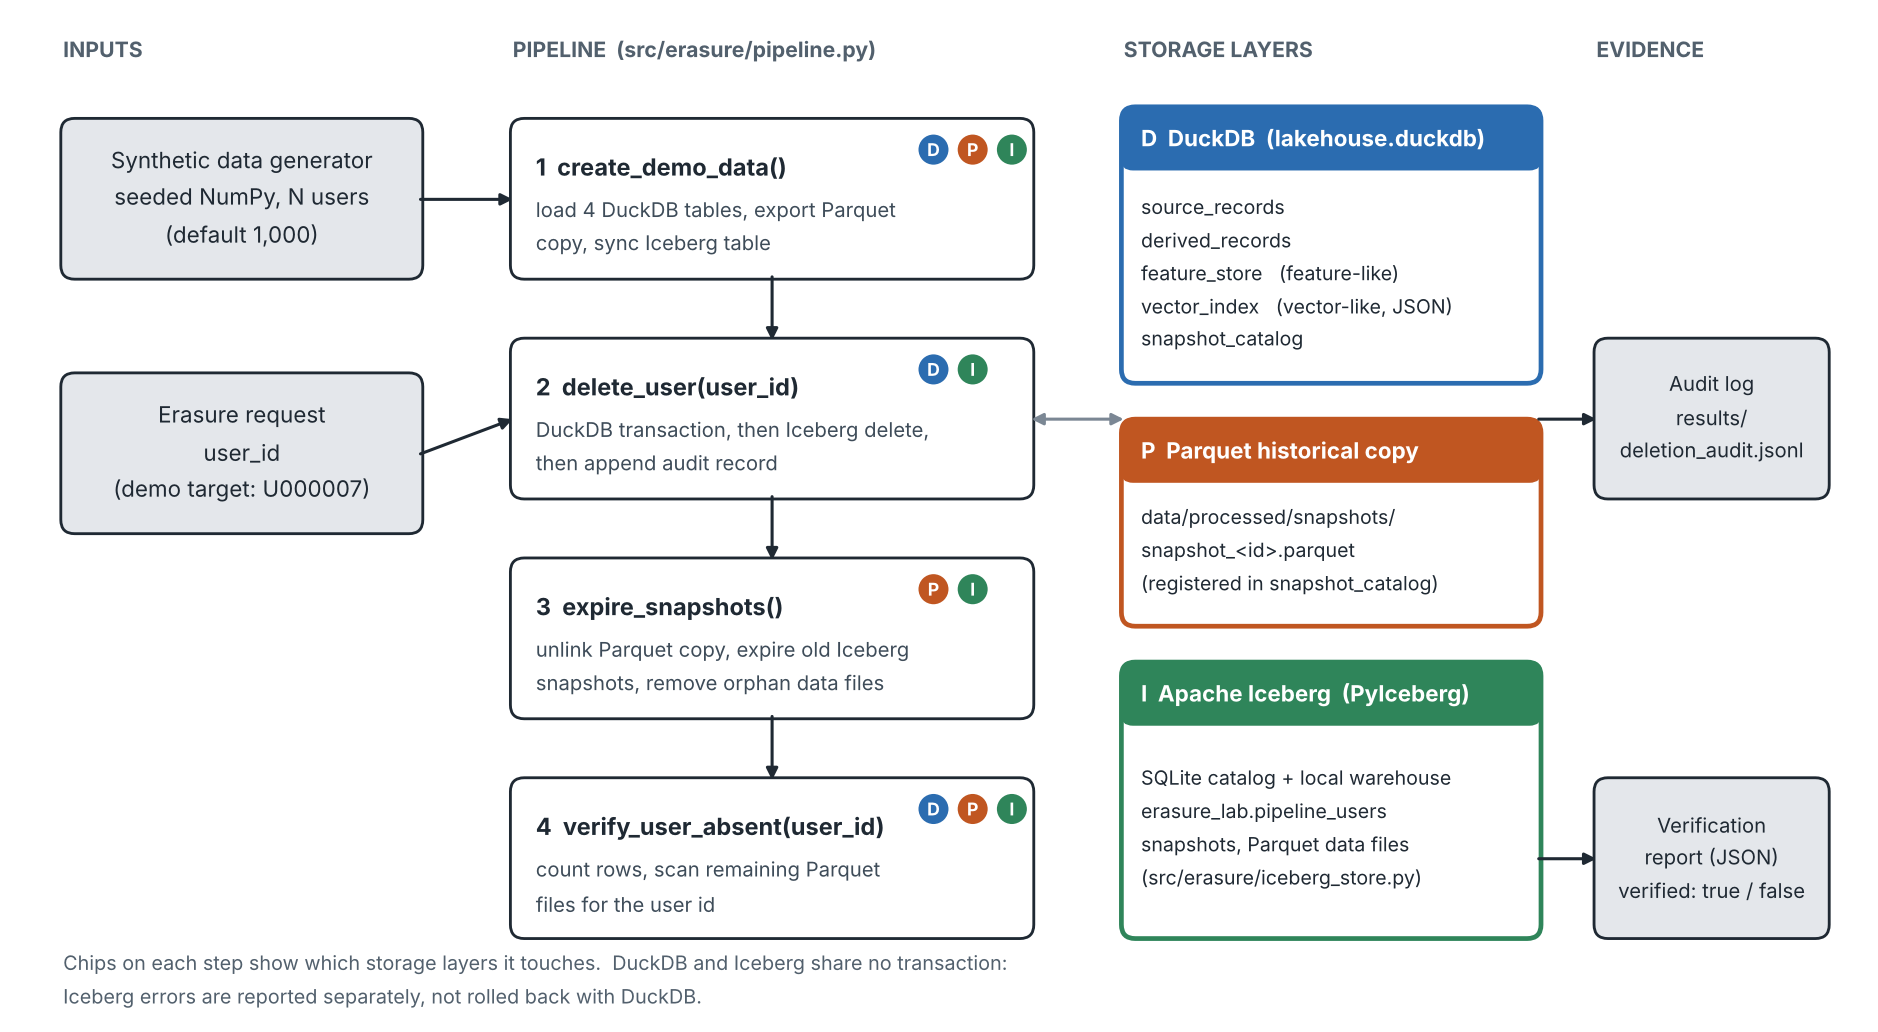 INPUTS
PIPELINE (src/erasure/pipeline.py)
STORAGE LAYERS
EVIDENCE
Synthetic data generator
seeded NumPy, N users
(default 1,000)
Erasure request
user_id
(demo target: U000007)
D P I
1 create_demo_data()
load 4 DuckDB tables, export Parquet
copy, sync Iceberg table
D I
2 delete_user(user_id)
DuckDB transaction, then Iceberg delete,
then append audit record
P I
3 expire_snapshots()
unlink Parquet copy, expire old Iceberg
snapshots, remove orphan data files
D P I
4 verify_user_absent(user_id)
count rows, scan remaining Parquet
files for the user id
D DuckDB (lakehouse.duckdb)
source_records
derived_records
feature_store (feature-like)
vector_index (vector-like, JSON)
snapshot_catalog
P Parquet historical copy
data/processed/snapshots/
snapshot_<id>.parquet
(registered in snapshot_catalog)
I Apache Iceberg (PyIceberg)
SQLite catalog + local warehouse
erasure_lab.pipeline_users
snapshots, Parquet data files
(src/erasure/iceberg_store.py)
Audit log
results/
deletion_audit.jsonl
Verification
report (JSON)
verified: true / false
Chips on each step show which storage layers it touches. DuckDB and Iceberg share no transaction:
Iceberg errors are reported separately, not rolled back with DuckDB.